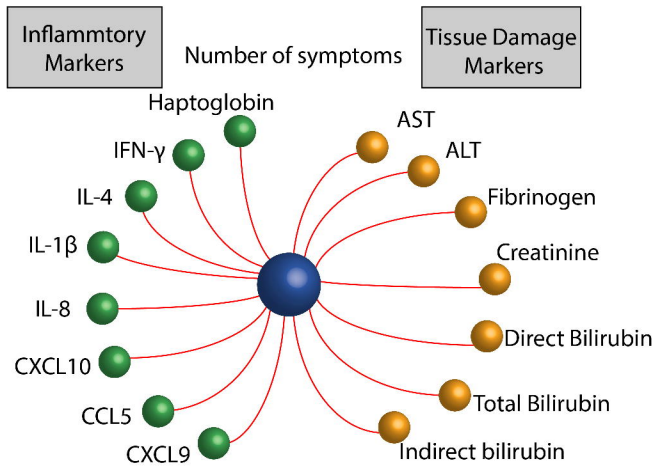 Inflammtory
Markers
Number of symptoms
Tissue Damage
Markers
Haptoglobin
IFN-γ
IL-4
IL-1β
IL-8
CXCL10
CCL5
CXCL9
AST
ALT
Fibrinogen
Creatinine
Direct Bilirubin
Total Bilirubin
Indirect bilirubin